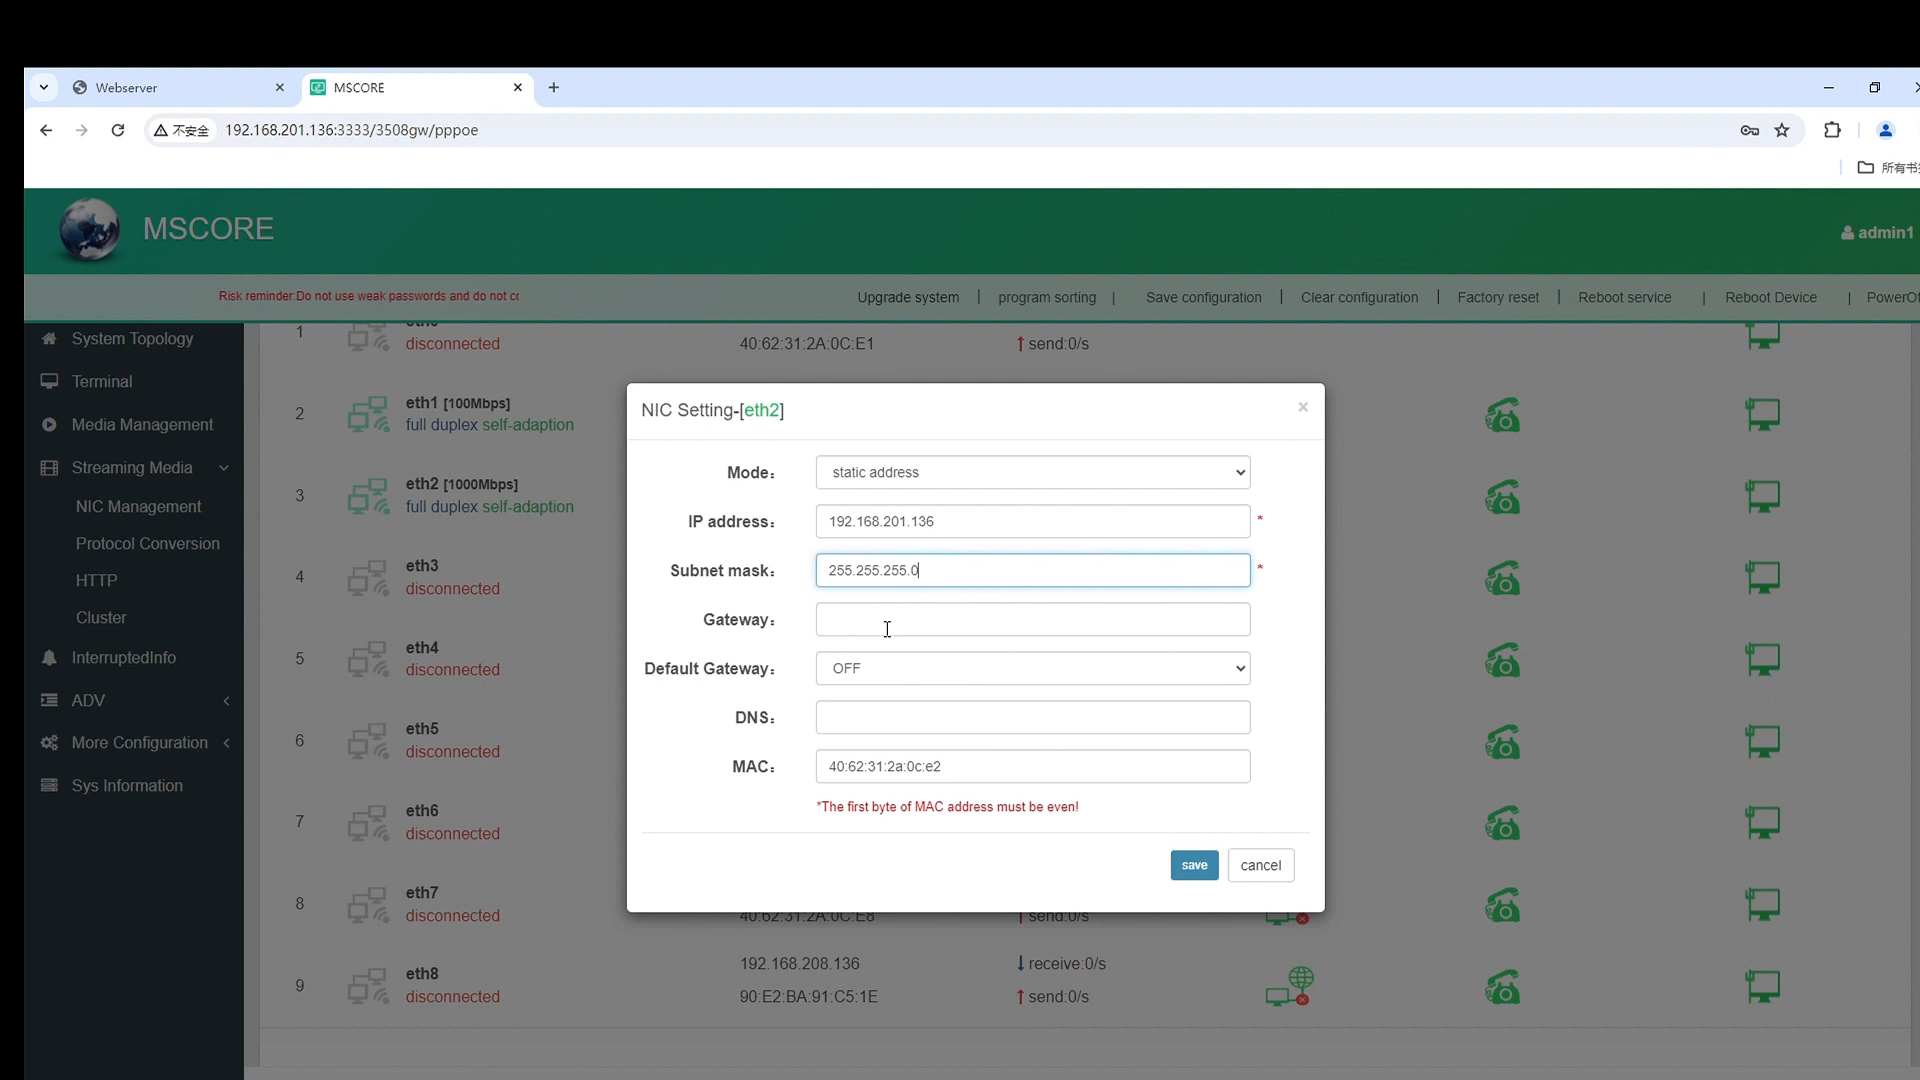 Webserver
MSCORE
不安全
192.168.201.136:3333/3508gw/pppoe
MSCORE
admin1
Risk reminder:Do not use weak passwords and do not
Upgrade system | program sorting | Save configuration | Clear configuration | Factory reset | Reboot service | Reboot Device |
System Topology
Terminal
Media Management
Streaming Media
NIC Management
Protocol Conversion
HTTP
Cluster
InterruptedInfo
ADV
More Configuration
Sys Information
1
disconnected
40:62:31:2A:0C:E1
send:0/s
2
eth1 [100Mbps]
full duplex self-adaption
3
eth2 [1000Mbps]
full duplex self-adaption
4
eth3
disconnected
5
eth4
disconnected
6
eth5
disconnected
7
eth6
disconnected
8
eth7
disconnected
40:62:31:2A:0C:E8
send:0/s
9
eth8
disconnected
192.168.208.136
90:E2:BA:91:C5:1E
receive:0/s
send:0/s
NIC Setting-[eth2]
×
Mode：
static address
IP address：
192.168.201.136
*
Subnet mask：
255.255.255.0
*
Gateway：
Default Gateway：
OFF
DNS：
MAC：
40:62:31:2a:0c:e2
*The first byte of MAC address must be even!
save
cancel